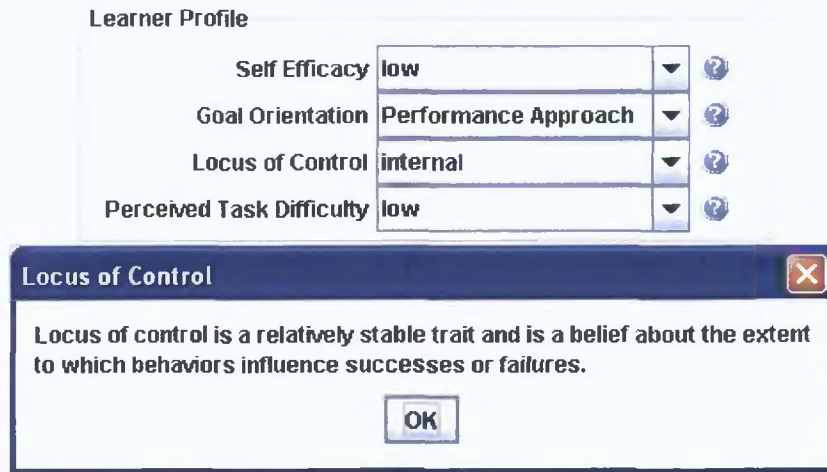 Learner Profile
Self Efficacy low
Goal Orientation Performance Approach
Locus of Control internal
Perceived Task Difficulty low
Locus of Control
Locus of control is a relatively stable trait and is a belief about the extent
to which behaviors influence successes or failures.
OK